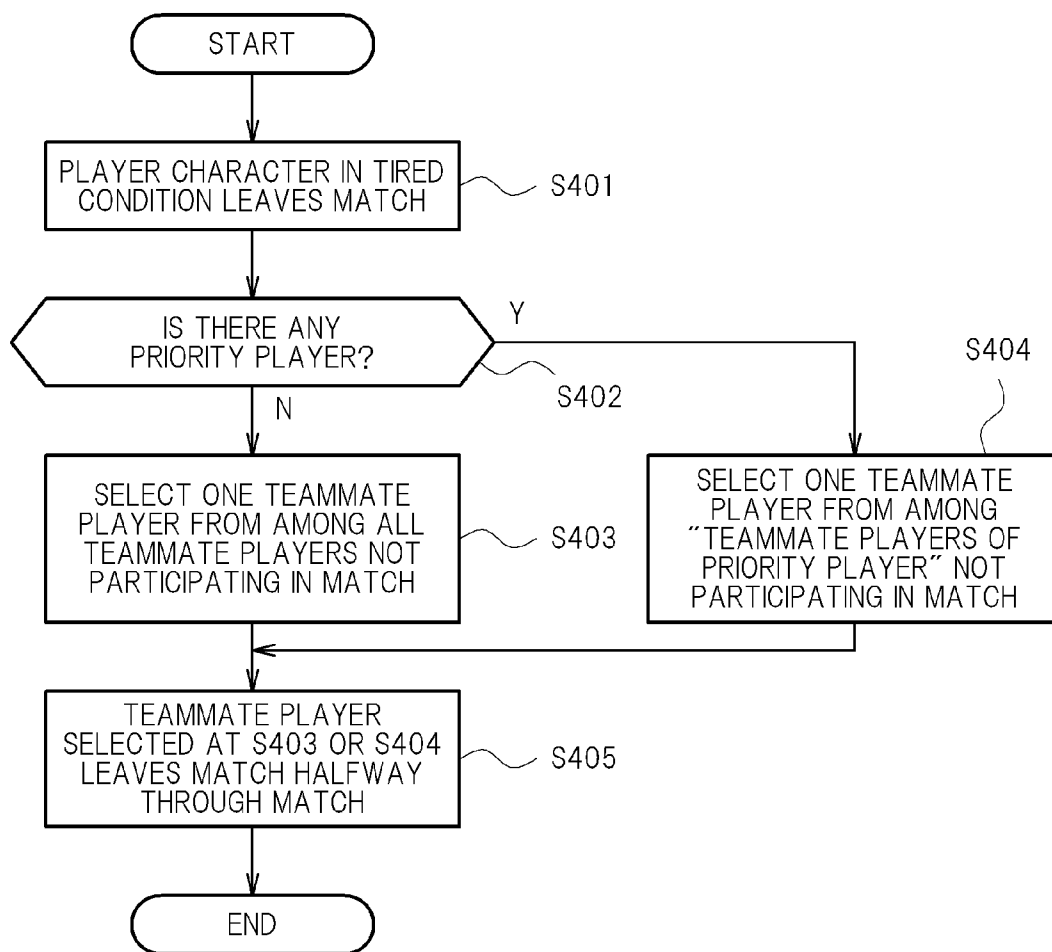 START
PLAYER CHARACTER IN TIRED
CONDITION LEAVES MATCH
S401
IS THERE ANY
PRIORITY PLAYER?
Y
S402
N
S404
SELECT ONE TEAMMATE
PLAYER FROM AMONG ALL
TEAMMATE PLAYERS NOT
PARTICIPATING IN MATCH
S403
SELECT ONE TEAMMATE
PLAYER FROM AMONG
"TEAMMATE PLAYERS OF
PRIORITY PLAYER" NOT
PARTICIPATING IN MATCH
TEAMMATE PLAYER
SELECTED AT S403 OR S404
LEAVES MATCH HALFWAY
THROUGH MATCH
S405
END